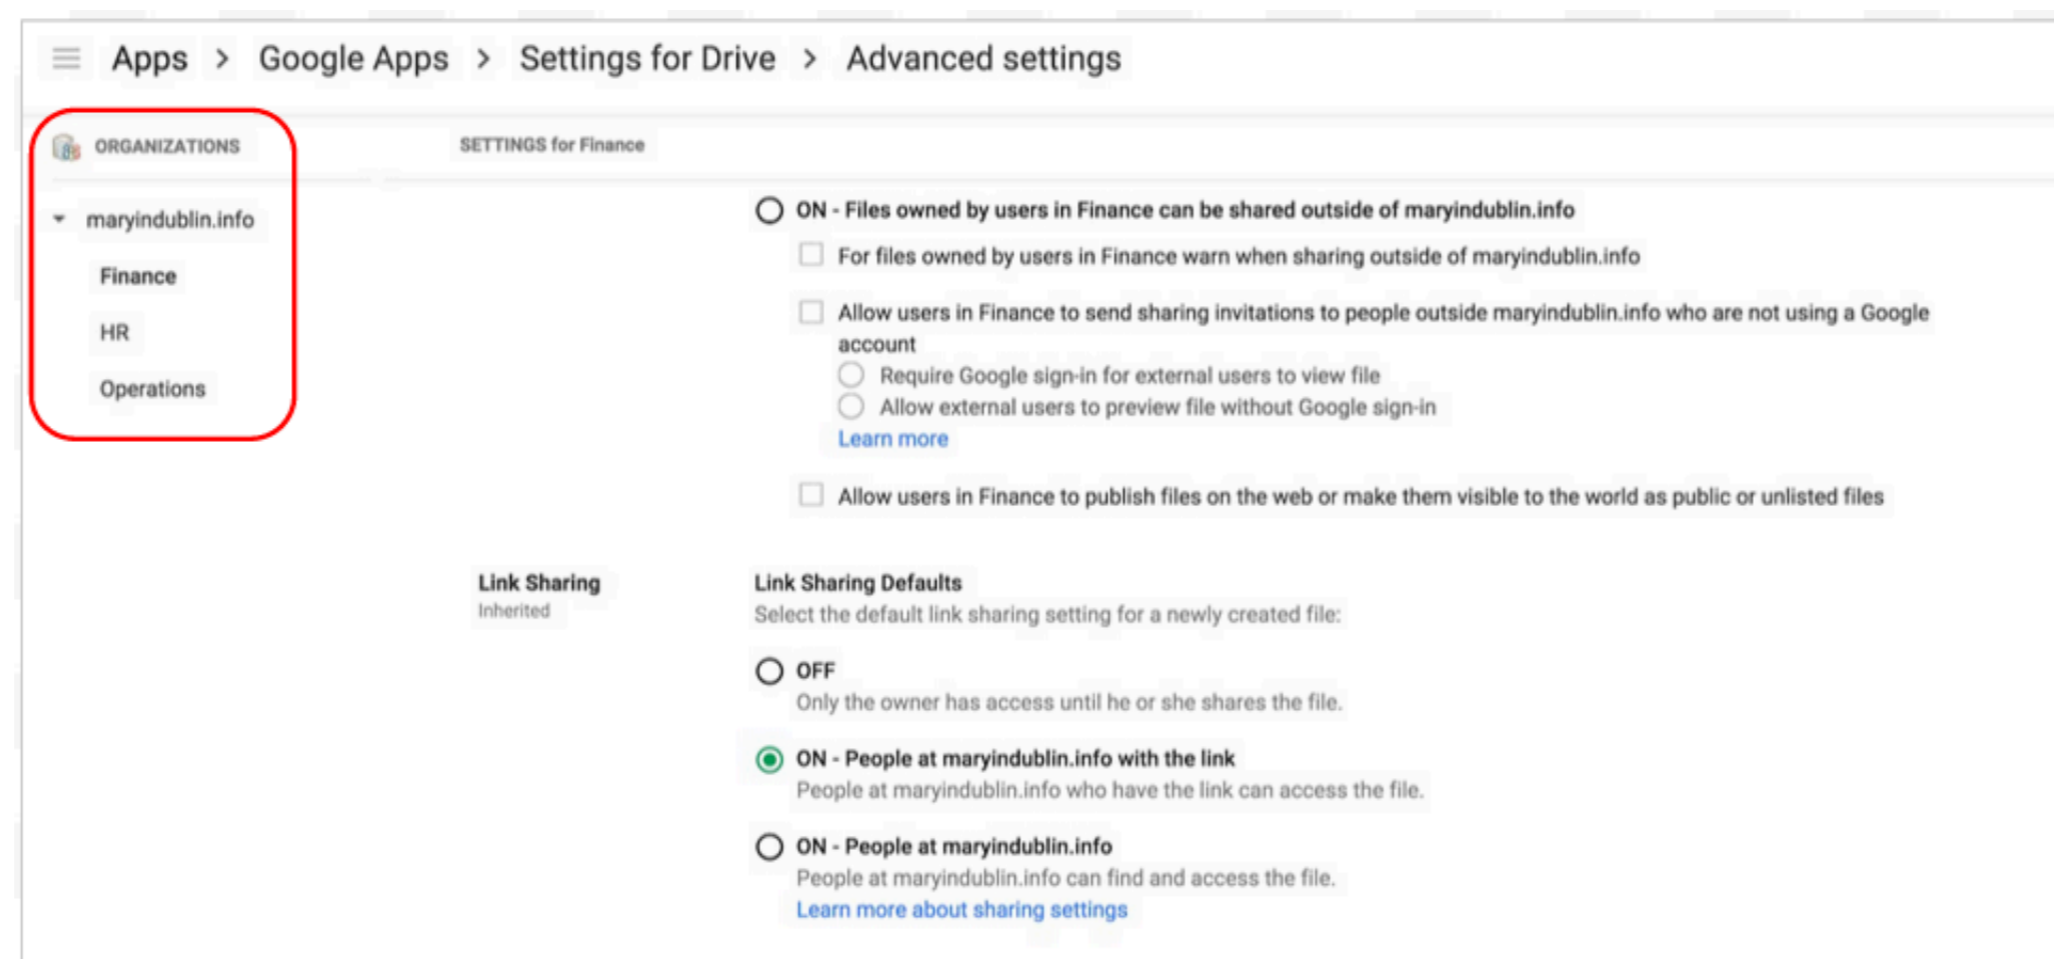 Apps > Google Apps > Settings for Drive > Advanced settings
ORGANIZATIONS
SETTINGS for Finance
maryindublin.info
Finance
HR
Operations
ON - Files owned by users in Finance can be shared outside of maryindublin.info
For files owned by users in Finance warn when sharing outside of maryindublin.info
Allow users in Finance to send sharing invitations to people outside maryindublin.info who are not using a Google
account
Require Google sign-in for external users to view file
Allow external users to preview file without Google sign-in
Learn more
Allow users in Finance to publish files on the web or make them visible to the world as public or unlisted files
Link Sharing
Inherited
Link Sharing Defaults
Select the default link sharing setting for a newly created file:
OFF
Only the owner has access until he or she shares the file.
ON - People at maryindublin.info with the link
People at maryindublin.info who have the link can access the file.
ON - People at maryindublin.info
People at maryindublin.info can find and access the file.
Learn more about sharing settings